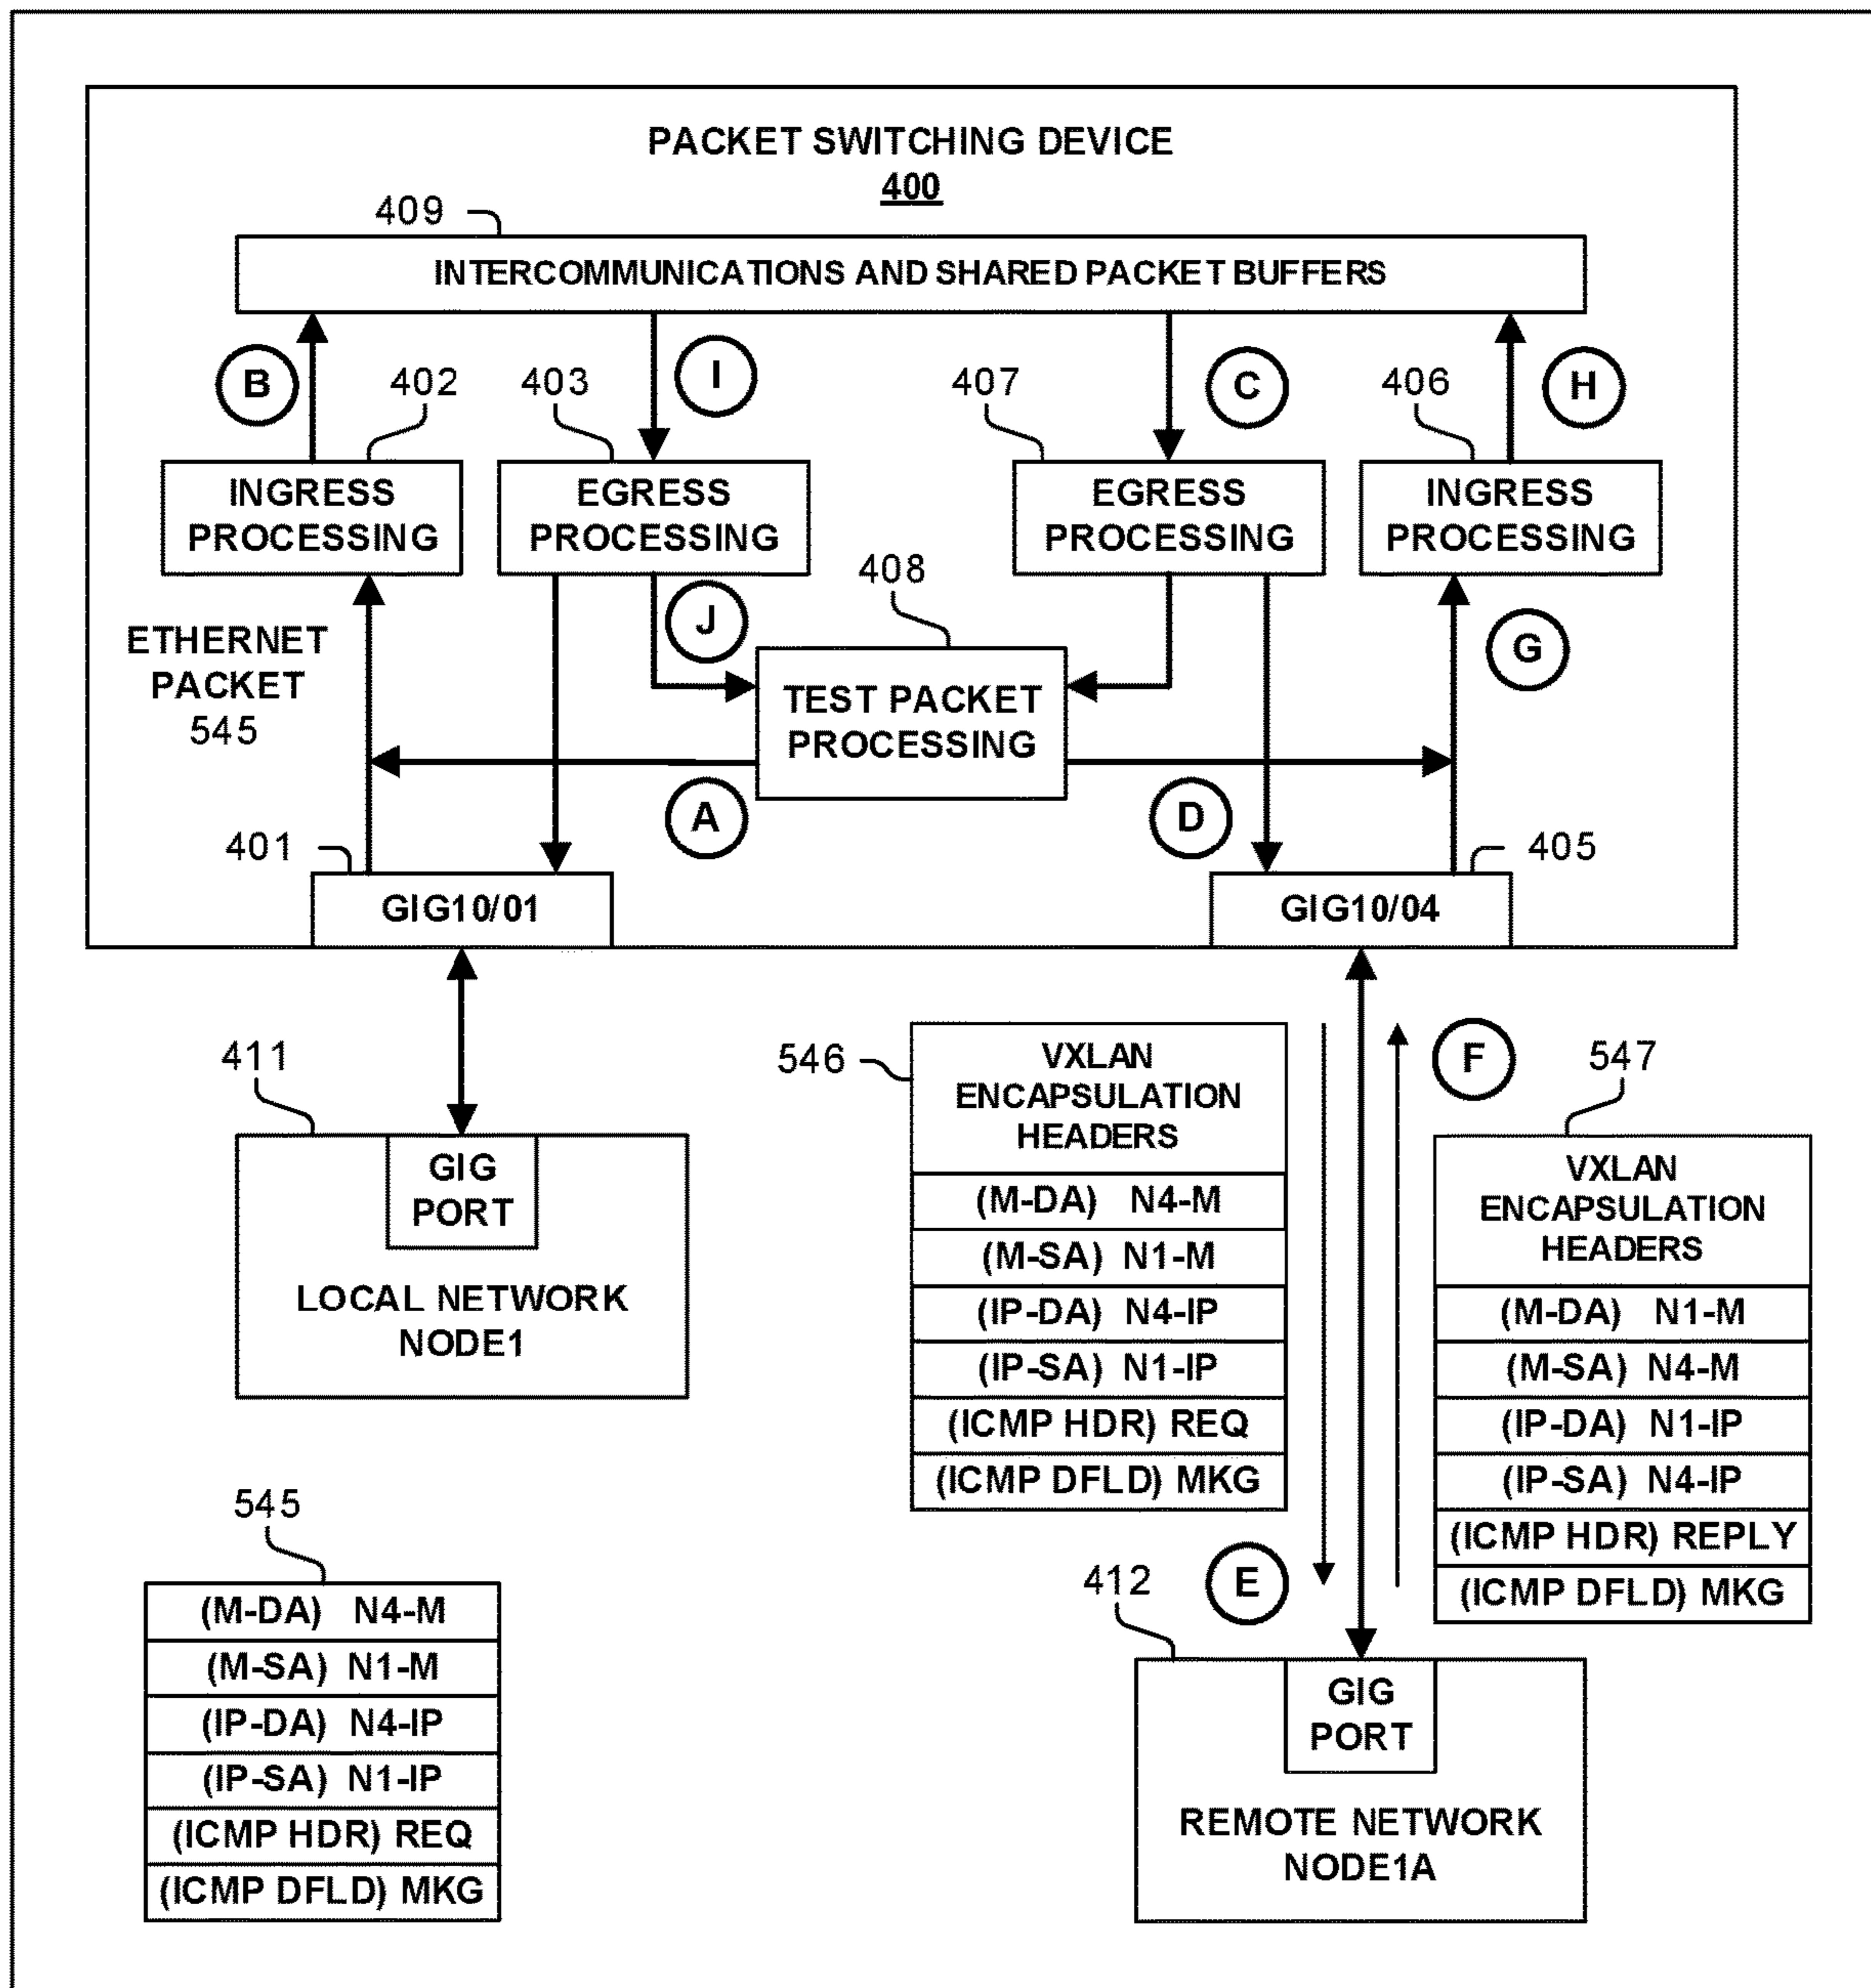 PACKET SWITCHING DEVICE
400
409
INTERCOMMUNICATIONS AND SHARED PACKET BUFFERS
B
402
403
I
407
C
406
H
INGRESS
PROCESSING
EGRESS
PROCESSING
EGRESS
PROCESSING
INGRESS
PROCESSING
ETHERNET
PACKET
545
J
408
TEST PACKET
PROCESSING
G
A
D
401
GIG10/01
405
GIG10/04
411
GIG
PORT
LOCAL NETWORK
NODE1
546
VXLAN
ENCAPSULATION
HEADERS
(M-DA) N4-M
(M-SA) N1-M
(IP-DA) N4-IP
(IP-SA) N1-IP
(ICMP HDR) REQ
(ICMP DFLD) MKG
F
547
VXLAN
ENCAPSULATION
HEADERS
(M-DA) N1-M
(M-SA) N4-M
(IP-DA) N1-IP
(IP-SA) N4-IP
(ICMP HDR) REPLY
(ICMP DFLD) MKG
545
(M-DA) N4-M
(M-SA) N1-M
(IP-DA) N4-IP
(IP-SA) N1-IP
(ICMP HDR) REQ
(ICMP DFLD) MKG
E
412
GIG
PORT
REMOTE NETWORK
NODE1A